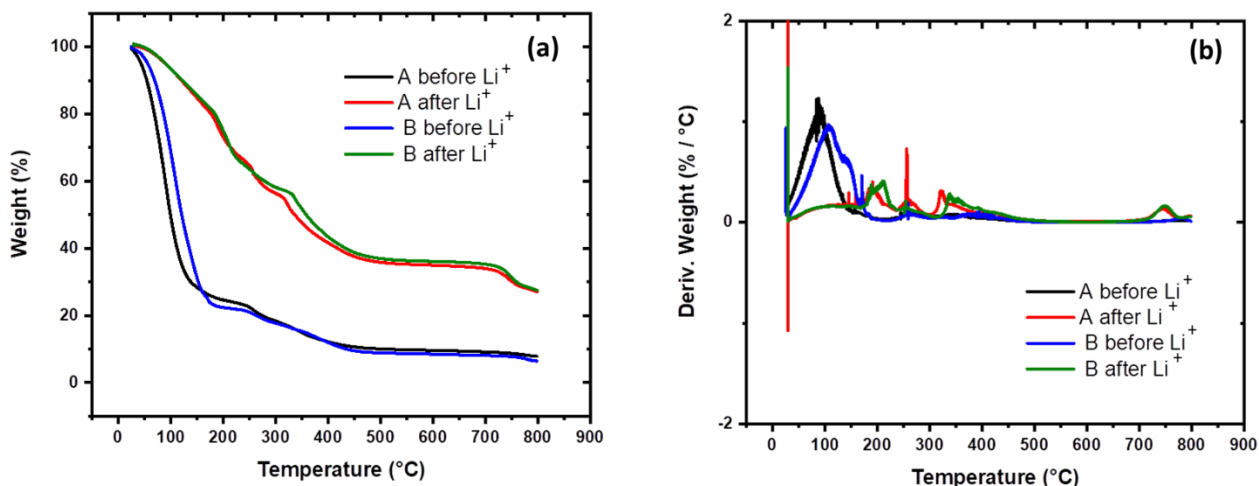 (a)
A before Li⁺
A after Li⁺
B before Li⁺
B after Li⁺
Weight (%)
100
80
60
40
20
0
0 100 200 300 400 500 600 700 800 900
Temperature (°C)
(b)
A before Li⁺
A after Li⁺
B before Li⁺
B after Li⁺
Deriv. Weight (% / °C)
2
0
-2
0 100 200 300 400 500 600 700 800 900
Temperature (°C)